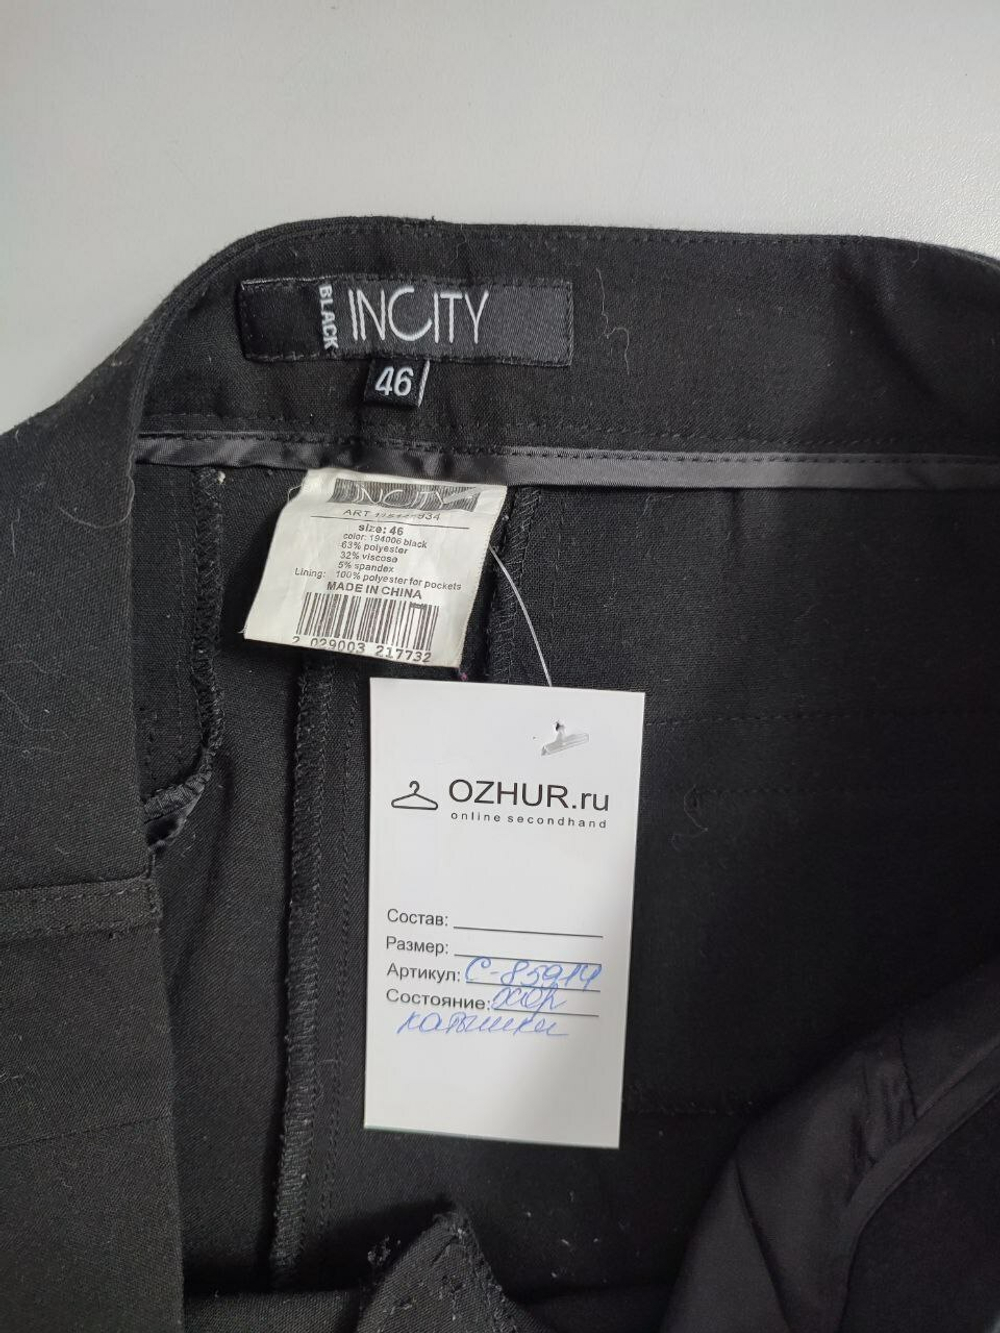 BLACK
INCITY
46
INCITY
size: 46
color: 194006 black
63% polyester
32% viscose
5% spandex
Lining: 100% polyester for pockets
MADE IN CHINA
2 029003 217732
OZHUR.ru
online secondhand
Состав:
Размер:
Артикул: С-85914
Состояние: хор
катышки